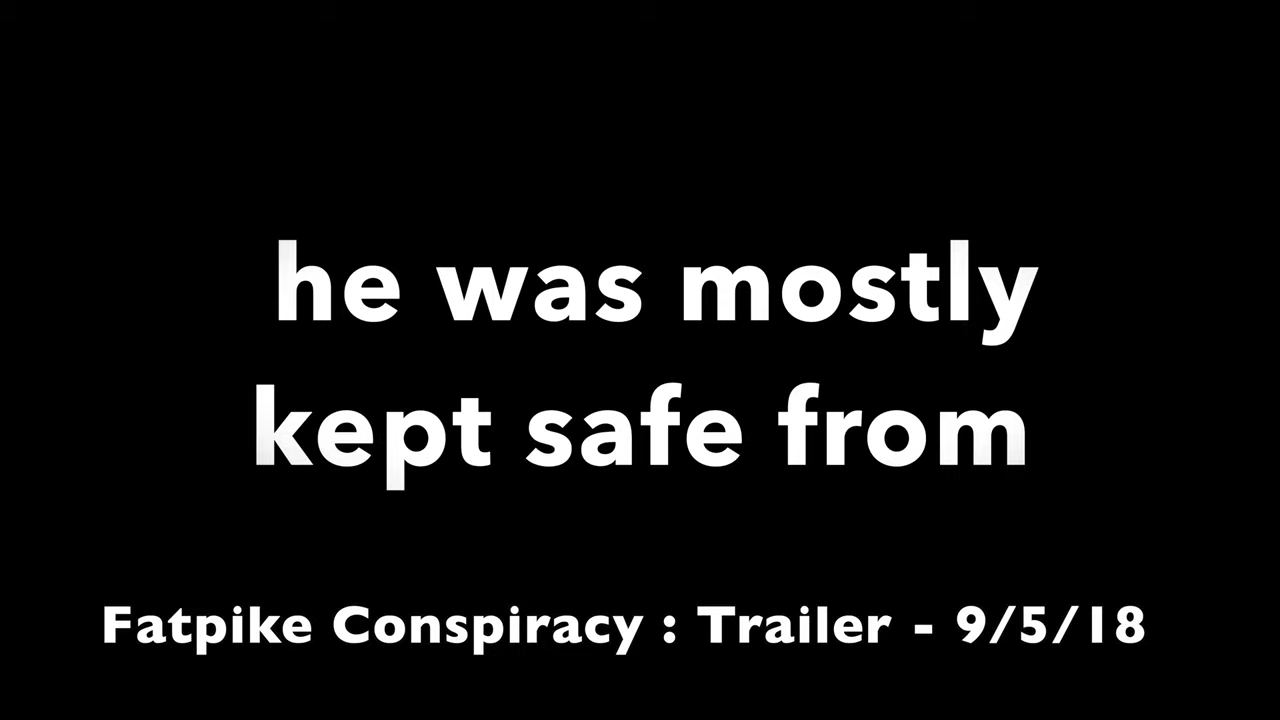 he was mostly
kept safe from
Fatpike Conspiracy : Trailer - 9/5/18